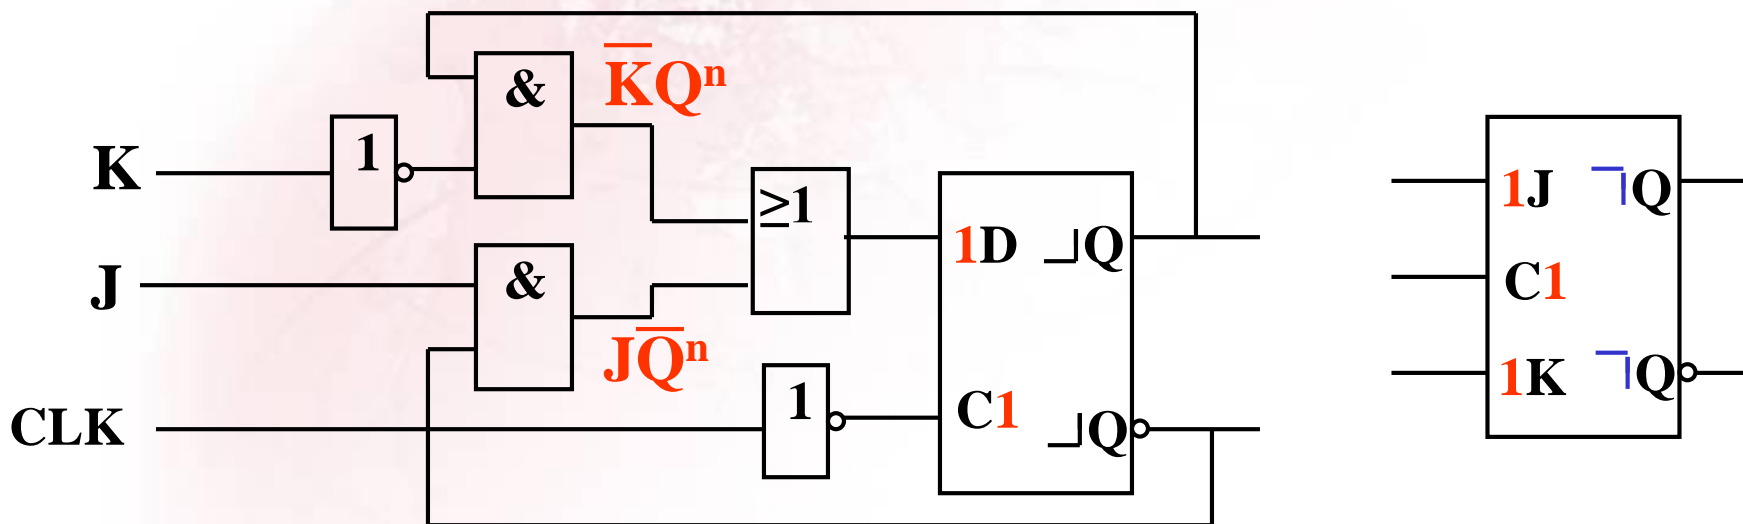 &
K̅Qⁿ
K
1
≥1
J
&
JQ̅ⁿ
1D ⏌Q
CLK
1
C1
⏌Q
1J ⏋Q
C1
1K ⏋Q